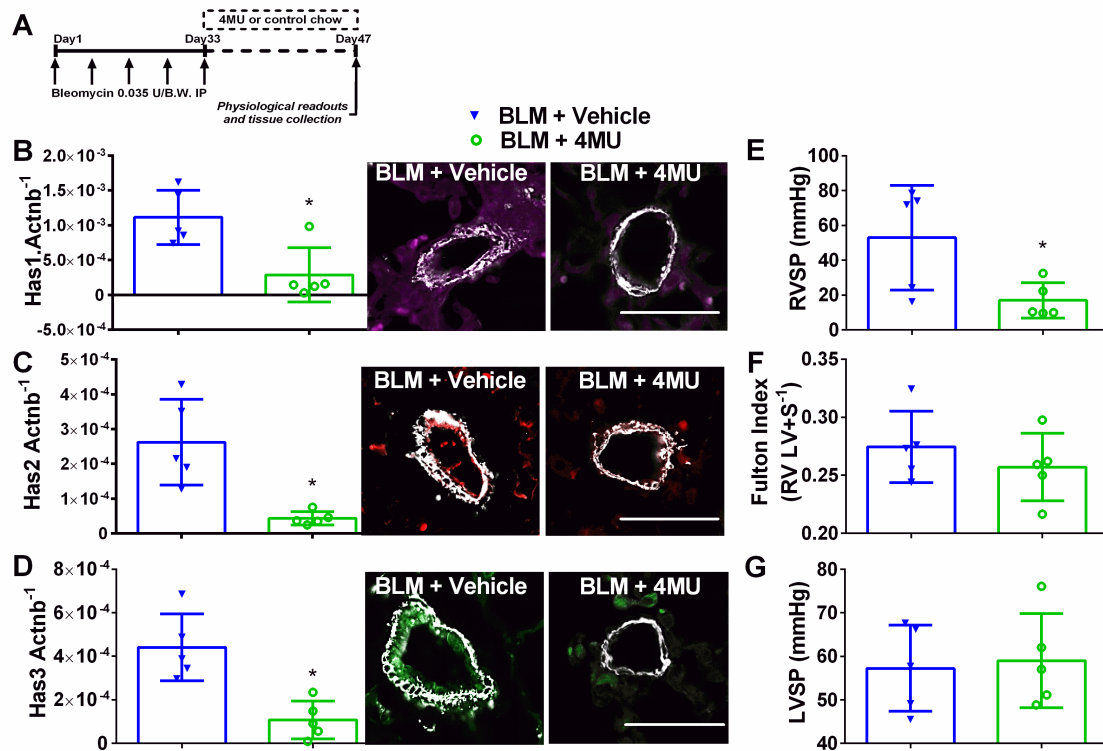 A
4MU or control chow
Day1
Day33
Day47
Bleomycin 0.035 U/B.W. IP
Physiological readouts
and tissue collection
BLM + Vehicle
BLM + 4MU
B
Has1.Actnb⁻¹
2.0×10⁻³
1.5×10⁻³
1.0×10⁻³
5.0×10⁻⁴
0
-5.0×10⁻⁴
*
BLM + Vehicle
BLM + 4MU
C
Has2 Actnb⁻¹
5×10⁻⁴
4×10⁻⁴
3×10⁻⁴
2×10⁻⁴
1×10⁻⁴
0
*
BLM + Vehicle
BLM + 4MU
D
Has3 Actnb⁻¹
8×10⁻⁴
6×10⁻⁴
4×10⁻⁴
2×10⁻⁴
0
*
BLM + Vehicle
BLM + 4MU
E
RVSP (mmHg)
100
80
60
40
20
0
*
F
Fulton Index
(RV LV+S⁻¹)
0.35
0.30
0.25
0.20
G
LVSP (mmHg)
80
70
60
50
40